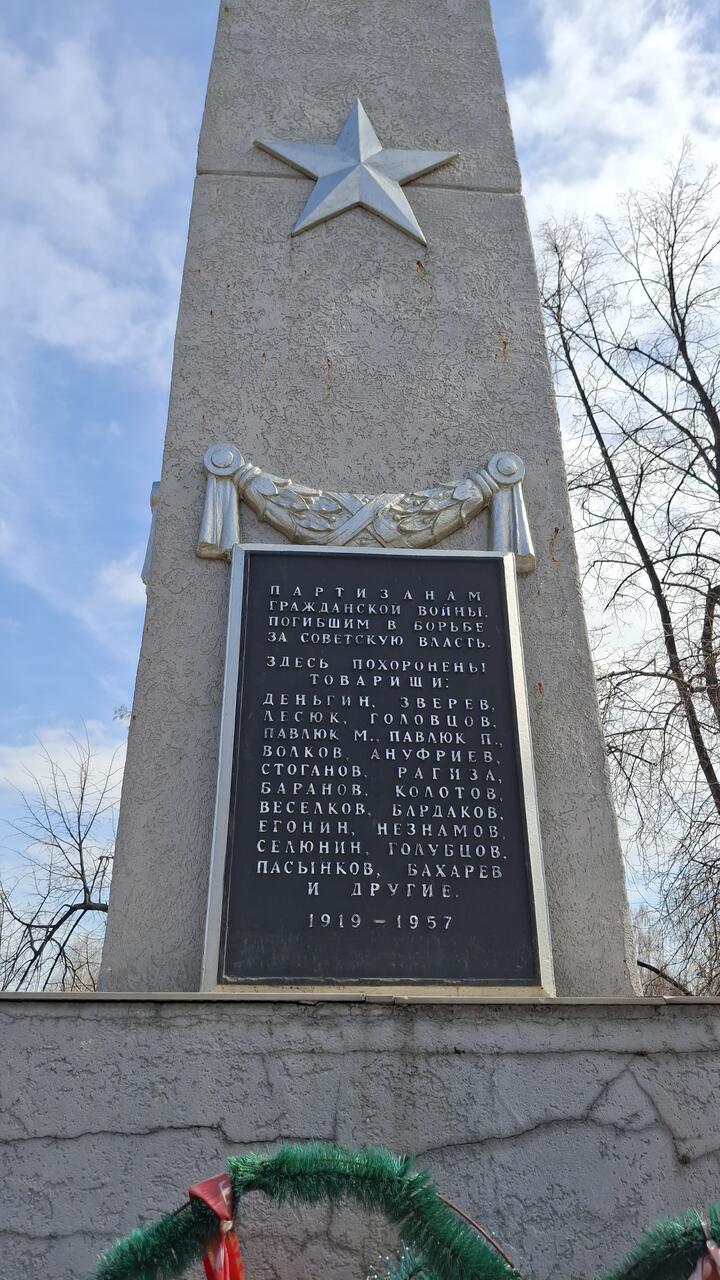 ПАРТИЗАНАМ
ГРАЖДАНСКОЙ ВОЙНЫ,
ПОГИБШИМ В БОРЬБЕ
ЗА СОВЕТСКУЮ ВЛАСТЬ.
ЗДЕСЬ ПОХОРОНЕНЫ
ТОВАРИЩИ:
ДЕНЬГИН, ЗВЕРЕВ,
ЛЕСЮК, ГОЛОВЦОВ,
ПАВЛЮК М., ПАВЛЮК П.,
ВОЛКОВ, АНУФРИЕВ,
СТОГАНОВ, РАГИЗА,
БАРАНОВ, КОЛОТОВ,
ВЕСЕЛКОВ, БАРДАКОВ,
ЕГОНИН, НЕЗНАМОВ,
СЕЛЮНИН, ГОЛУБЦОВ,
ПАСЫНКОВ, БАХАРЕВ
И ДРУГИЕ.
1919 – 1957